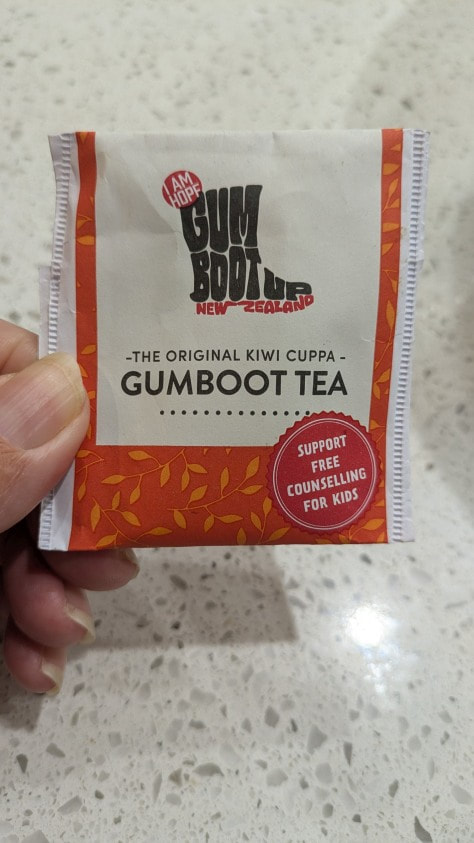 I AM
HOPE
GUM
BOOT UP
NEW ZEALAND
-THE ORIGINAL KIWI CUPPA -
GUMBOOT TEA
SUPPORT
FREE
COUNSELLING
FOR KIDS